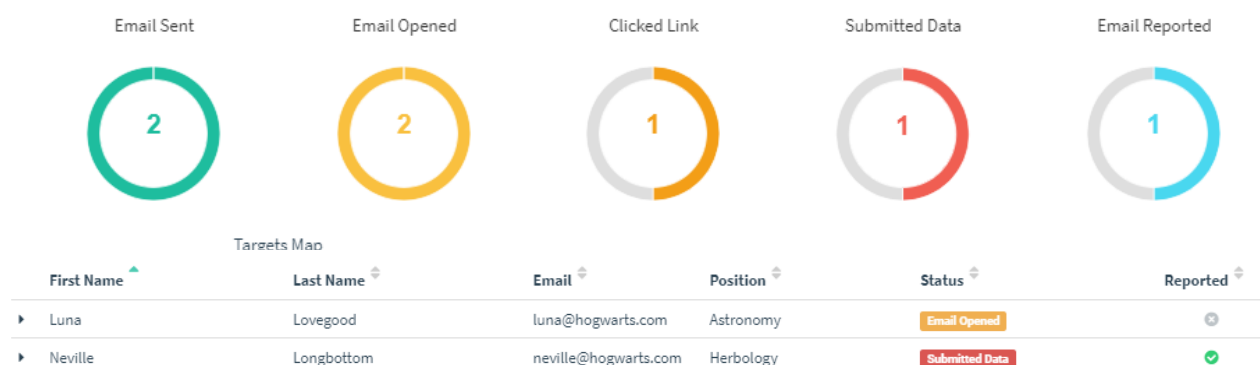 Email Sent Email Opened Clicked Link Submitted Data Email Reported
2 2 1 1 1
Targets Map
First Name Last Name Email Position Status Reported
Luna Lovegood luna@hogwarts.com Astronomy Email Opened
Neville Longbottom neville@hogwarts.com Herbology Submitted Data